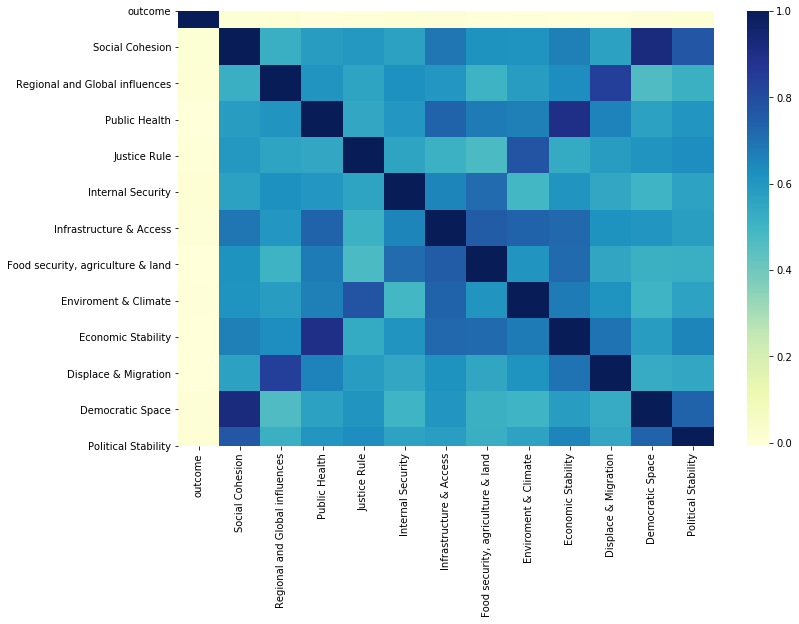 outcome
Social Cohesion
Regional and Global influences
Public Health
Justice Rule
Internal Security
Infrastructure & Access
Food security, agriculture & land
Enviroment & Climate
Economic Stability
Displace & Migration
Democratic Space
Political Stability
outcome
Social Cohesion
Regional and Global influences
Public Health
Justice Rule
Internal Security
Infrastructure & Access
Food security, agriculture & land
Enviroment & Climate
Economic Stability
Displace & Migration
Democratic Space
Political Stability
1.0
0.8
0.6
0.4
0.2
0.0